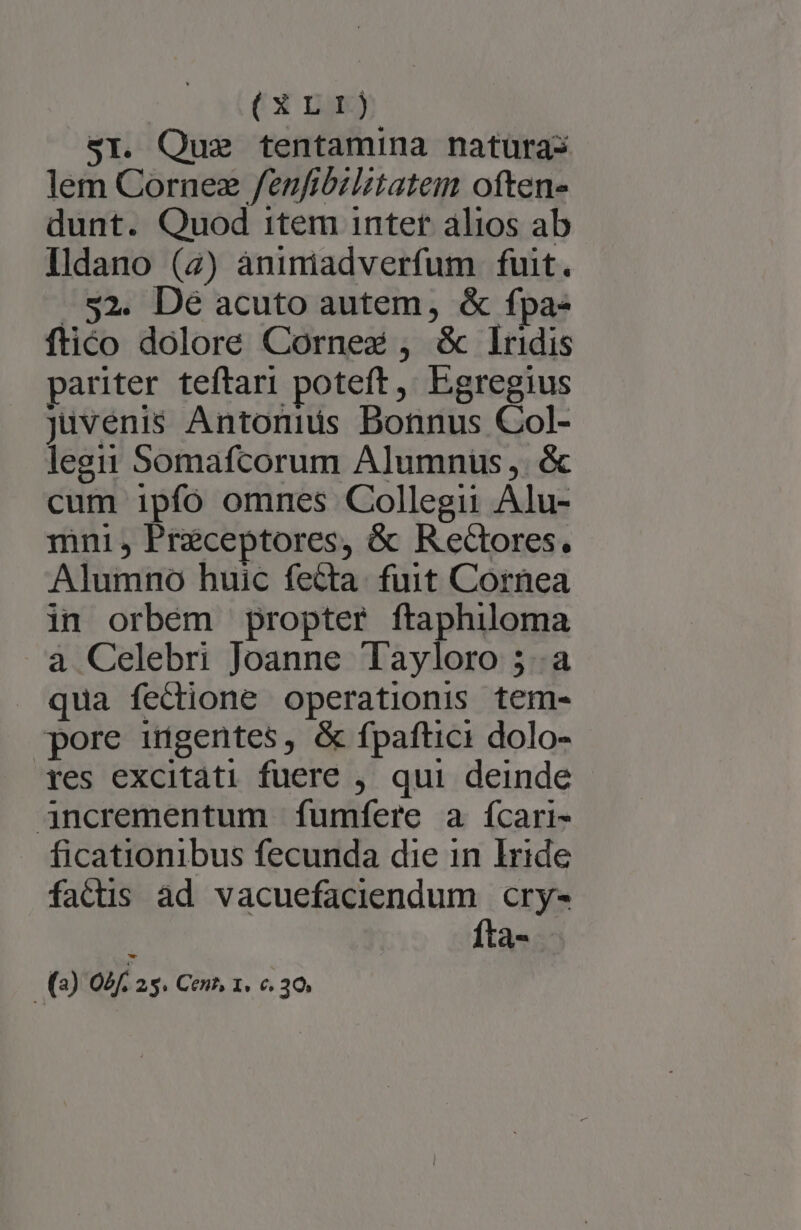 (XLI)
51. Quæ tentamina natura-
lem Corneæ ſenſibilitatem oſten-
dunt. Quod item inter alios ab
Ildano (a) animadverſum fuit.
52. De acuto autem, & ſpa-
ſtico dolore Corneæ, & Iridis
pariter teſtari poteſt, Egregius
juvenis Antonius Bonnus Col-
legii Somaſcorum Alumnus, &
cum ipſo omnes Collegii Alu-
mni, Præceptores, & Rectores.
Alumno huic ſecta fuit Cornea
in orbem propter ſtaphiloma
a Celebri Joanne Tayloro; a
qua ſectione operationis tem-
pore ingentes, & ſpaſtici dolo-
res excitati fuere, qui deinde
incrementum ſumſere a ſcari-
ficationibus ſecunda die in Iride
factis ad vacuefaciendum cry-
ſta-
(a) Obſ. 25. Cent. 1. c. 30.